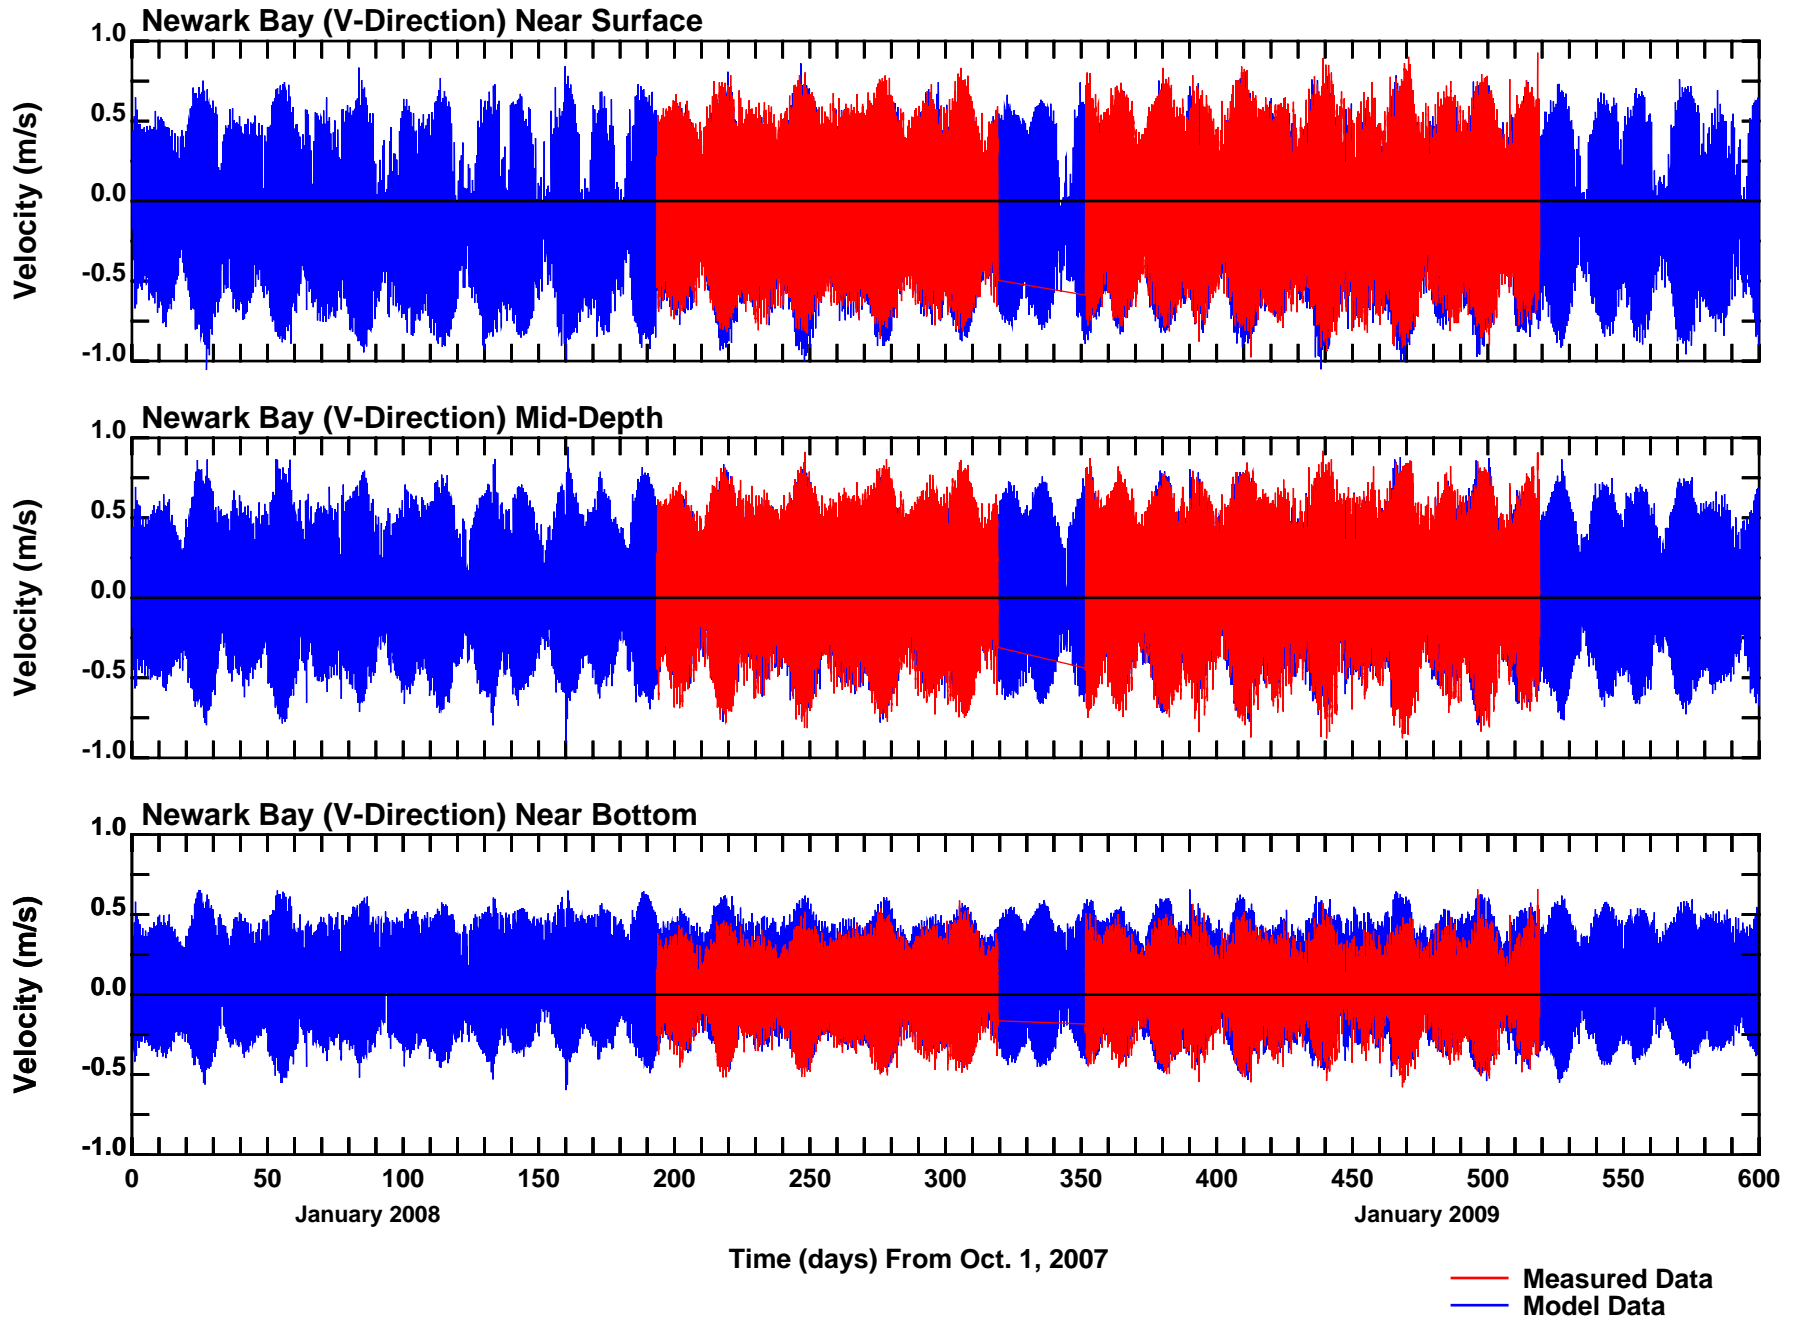 Newark Bay (V-Direction) Near Surface
1.0
0.5
0.0
-0.5
-1.0
Velocity (m/s)
Newark Bay (V-Direction) Mid-Depth
1.0
0.5
0.0
-0.5
-1.0
Velocity (m/s)
Newark Bay (V-Direction) Near Bottom
1.0
0.5
0.0
-0.5
-1.0
Velocity (m/s)
0 50 100 150 200 250 300 350 400 450 500 550 600
January 2008 January 2009
Time (days) From Oct. 1, 2007
Measured Data
Model Data